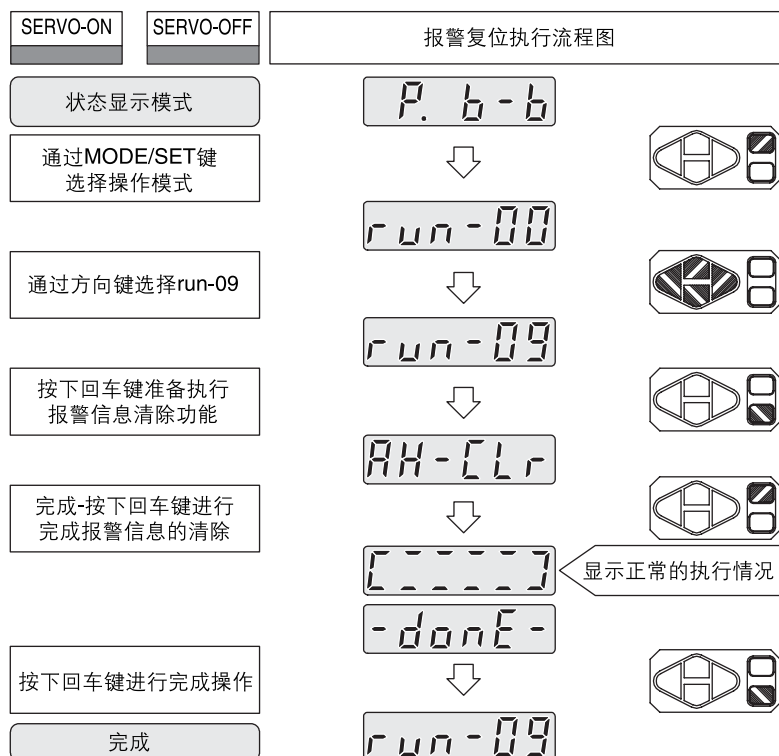 SERVO-ON
SERVO-OFF
报警复位执行流程图
状态显示模式
P. b-b
通过MODE/SET键
选择操作模式
run-00
通过方向键选择run-09
run-09
按下回车键准备执行
报警信息清除功能
AH-CLr
完成-按下回车键进行
完成报警信息的清除
显示正常的执行情况
-donE-
按下回车键进行完成操作
完成
run-09